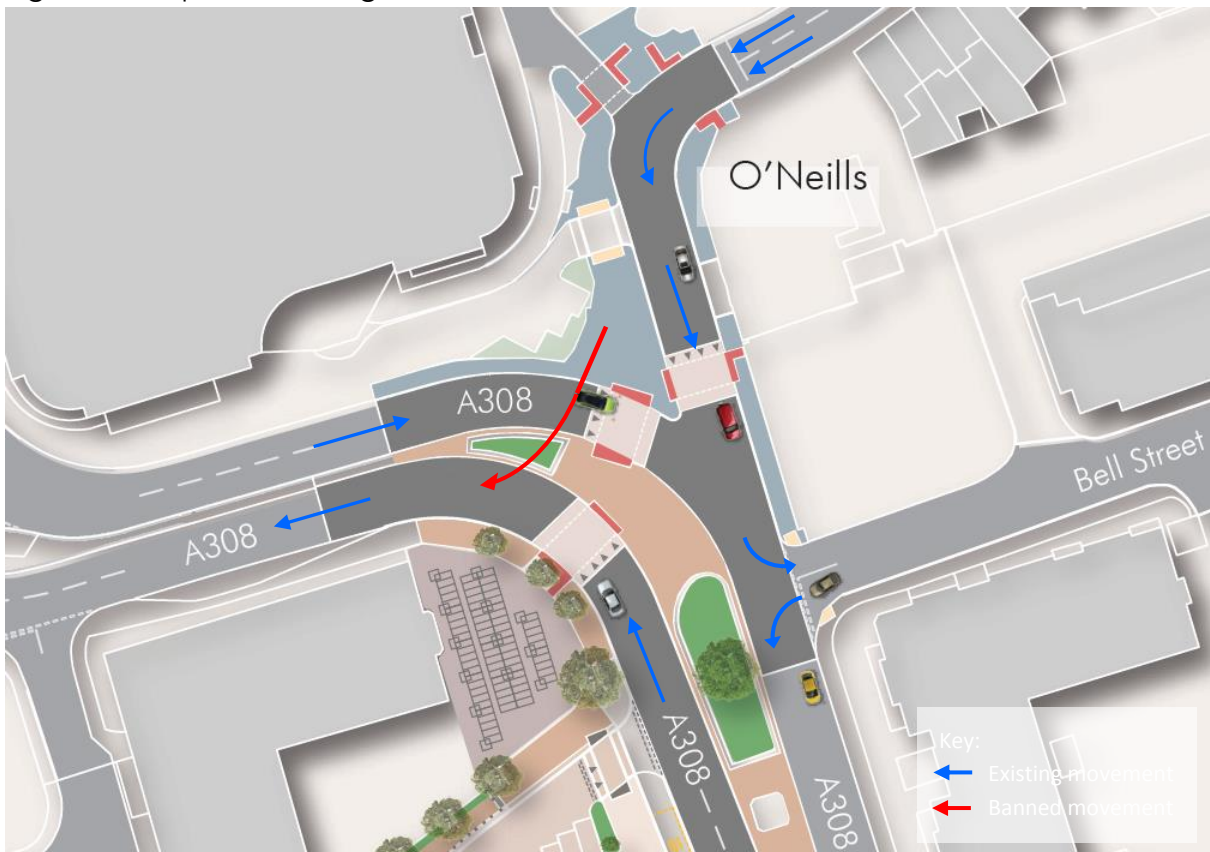 O'Neills
A308
Bell Street
A308
A308
A308
Key:
Existing movement
Banned movement